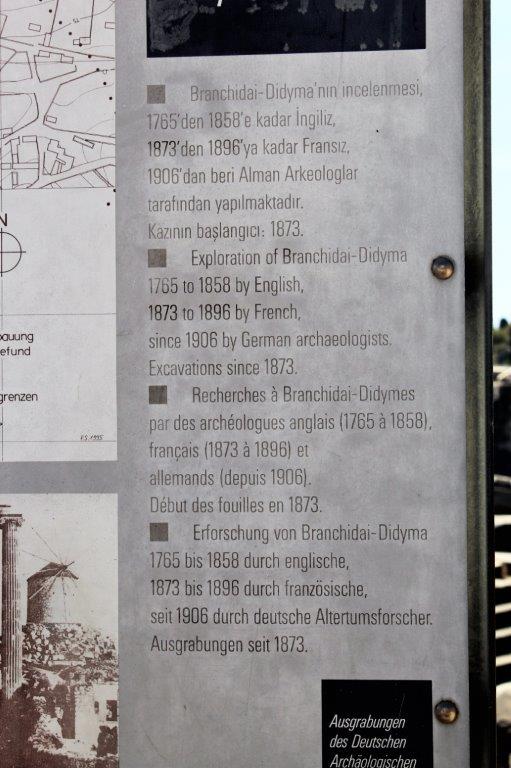 N
bauung
efund
grenzen
F.S. 1995
Branchidai-Didyma'nın incelenmesi,
1765'den 1858'e kadar İngiliz,
1873'den 1896'ya kadar Fransız,
1906'dan beri Alman Arkeologlar
tarafından yapılmaktadır.
Kazının başlangıcı: 1873.
Exploration of Branchidai-Didyma
1765 to 1858 by English,
1873 to 1896 by French,
since 1906 by German archaeologists.
Excavations since 1873.
Recherches à Branchidai-Didymes
par des archéologues anglais (1765 à 1858),
français (1873 à 1896) et
allemands (depuis 1906).
Début des fouilles en 1873.
Erforschung von Branchidai-Didyma
1765 bis 1858 durch englische,
1873 bis 1896 durch französische,
seit 1906 durch deutsche Altertumsforscher.
Ausgrabungen seit 1873.
Ausgrabungen
des Deutschen
Archäologischen